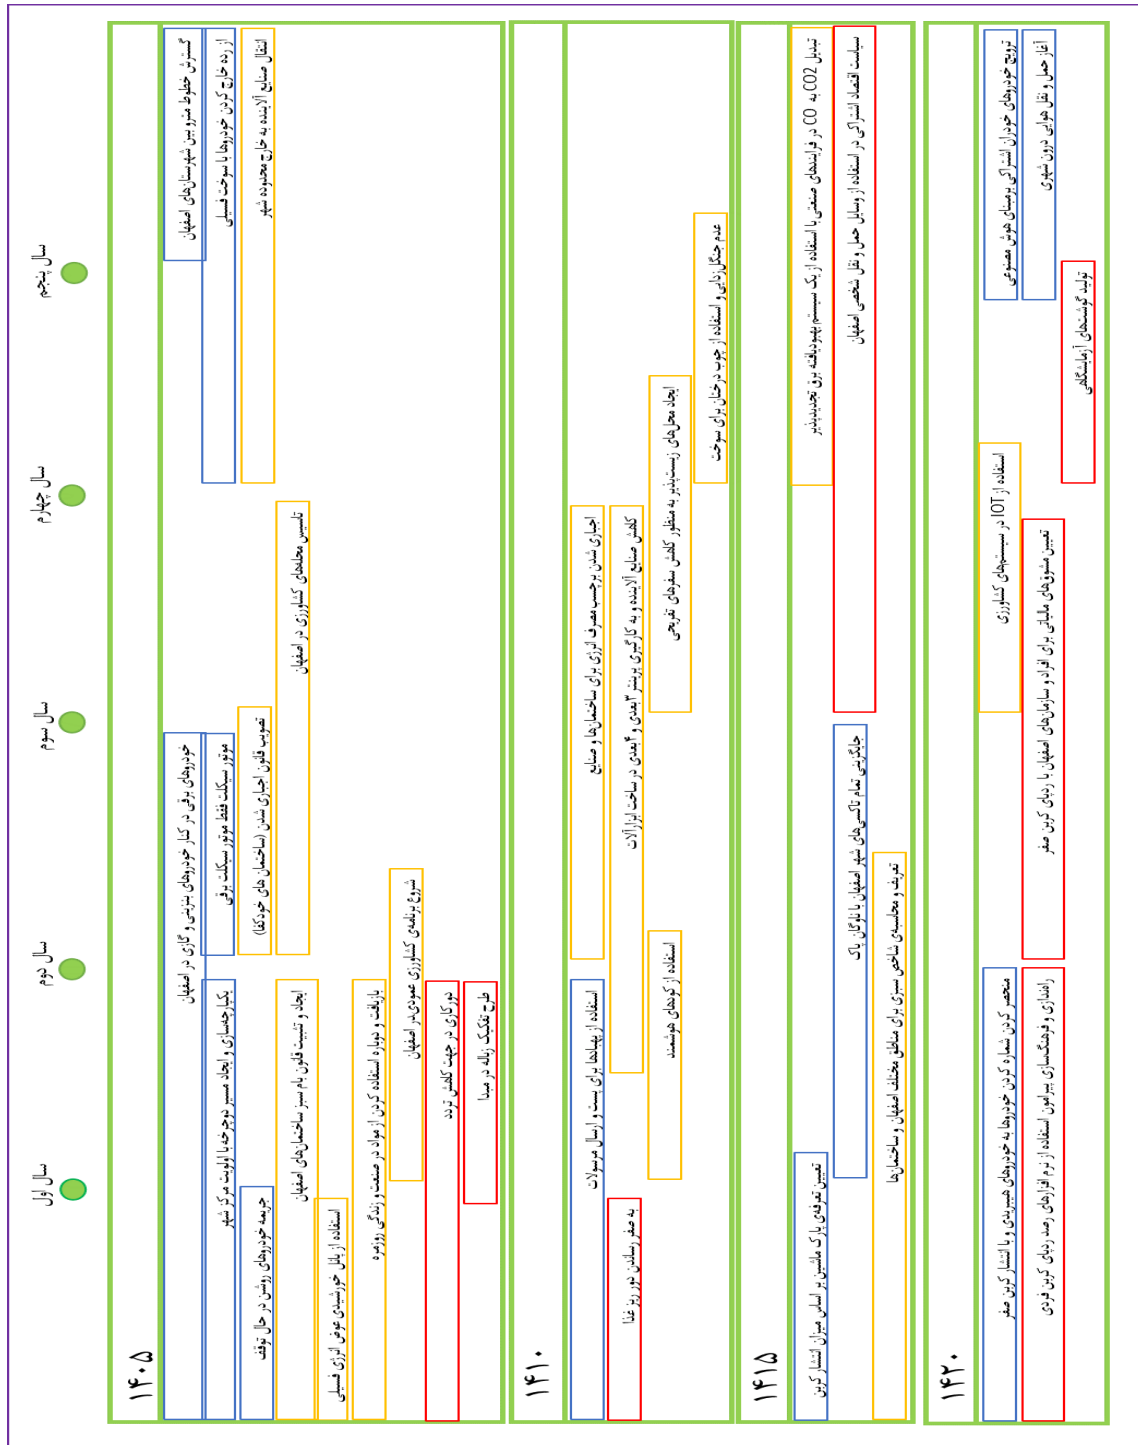 سال اول
سال دوم
سال سوم
سال چهارم
سال پنجم
۱۴۰۵
گسترش خطوط مترو بین شهرستان‌های اصفهان
خودروهای برقی در کنار خودروهای بنزینی و گازی در اصفهان
از رده خارج کردن خودروها با سوخت فسیلی
موتور سیکلت فقط موتور سیکلت برقی
یکپارچه‌سازی و ایجاد مسیر دوچرخه با اولویت مرکز شهر
انتقال صنایع آلاینده به خارج محدوده شهر
تصویب قانون اجباری شدن (ساختمان های خودکفا)
جریمه خودروهای روشن در حال توقف
تاسیس محله‌های کشاورزی در اصفهان
ایجاد و تثبیت قانون بام سبز ساختمان‌های اصفهان
استفاده از پانل خورشیدی عوض انرژی فسیلی
بازیافت و دوباره استفاده کردن از مواد در صنعت و زندگی روزمره
شروع برنامه‌ی کشاورزی عمودی در اصفهان
دورکاری در جهت کاهش تردد
طرح تفکیک زباله در مبدا
۱۴۱۰
اجباری شدن برچسب مصرف انرژی برای ساختمان‌ها و صنایع
استفاده از پهپادها برای پست و ارسال مرسولات
کاهش صنایع آلاینده و به کارگیری پرینتر ۳بعدی و ۴بعدی در ساخت ابزارآلات
به صفر رساندن دور ریز غذا
ایجاد محل‌های زیست‌پذیر به منظور کاهش سفرهای تفریحی
استفاده از کودهای هوشمند
عدم جنگل‌زدایی و استفاده از چوب درختان برای سوخت
۱۴۱۵
تبدیل CO2 به CO در فرایندهای صنعتی با استفاده از یک سیستم بهبودیافته برق تجدیدپذیر
تعیین تعرفه‌ی پارک ماشین بر اساس میزان انتشار کربن
سیاست اقتصاد اشتراکی در استفاده از وسایل حمل و نقل شخصی اصفهان
جایگزینی تمام تاکسی‌های شهر اصفهان با ناوگان پاک
تعریف و محاسبه‌ی شاخص سبزی برای مناطق مختلف اصفهان و ساختمان‌ها
۱۴۲۰
ترویج خودروهای خودران اشتراکی برمبنای هوش مصنوعی
استفاده از IOT در سیستم‌های کشاورزی
منحصر کردن شماره کردن خودروها به خودروهای هیبریدی و با انتشار کربن صفر
آغاز حمل و نقل هوایی درون شهری
تعیین مشوق‌های مالیاتی برای افراد و سازمان‌های اصفهان با ردپای کربن صفر
راه‌اندازی و فرهنگ‌سازی پیرامون استفاده از نرم افزارهای رصد ردپای کربن فردی
تولید گوشت‌های آزمایشگاهی